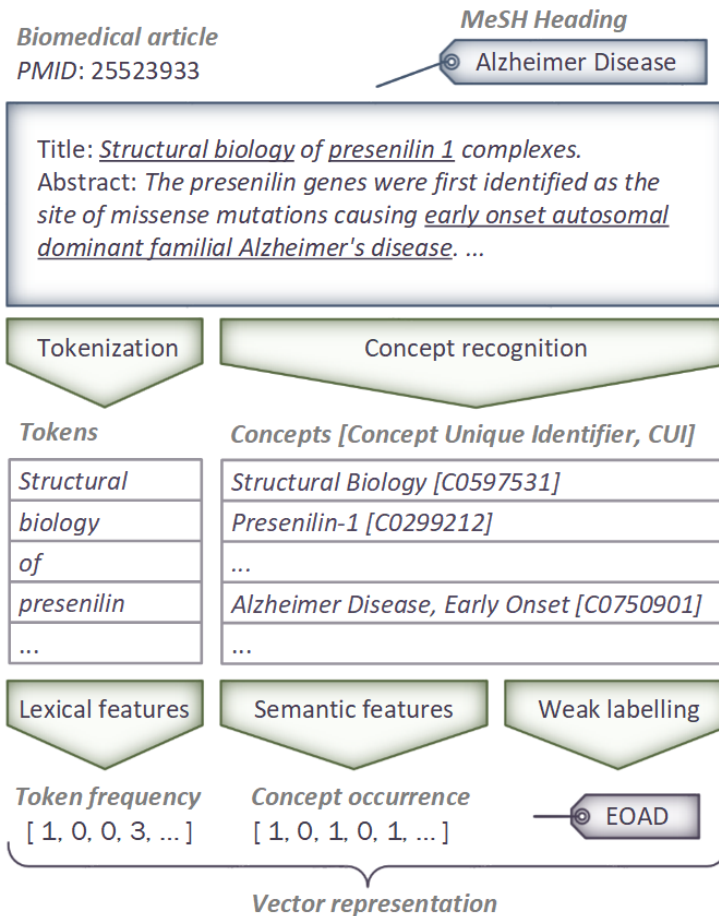 Biomedical article
PMID: 25523933
MeSH Heading
Alzheimer Disease
Title: Structural biology of presenilin 1 complexes.
Abstract: The presenilin genes were first identified as the
site of missense mutations causing early onset autosomal
dominant familial Alzheimer's disease. ...
Tokenization
Concept recognition
Tokens
Concepts [Concept Unique Identifier, CUI]
Structural
biology
of
presenilin
...
Structural Biology [C0597531]
Presenilin-1 [C0299212]
...
Alzheimer Disease, Early Onset [C0750901]
...
Lexical features
Semantic features
Weak labelling
Token frequency
[ 1, 0, 0, 3, ... ]
Concept occurrence
[ 1, 0, 1, 0, 1, ... ]
EOAD
Vector representation